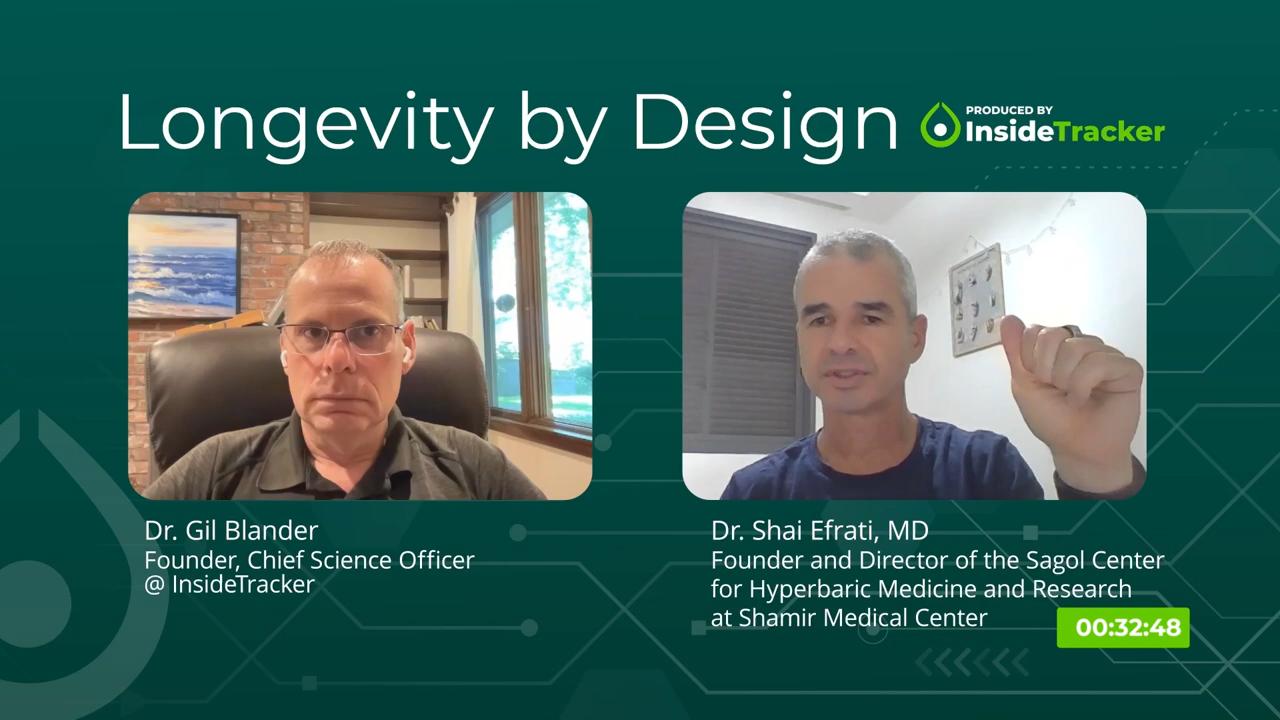 Longevity by Design
PRODUCED BY
InsideTracker
Dr. Gil Blander
Founder, Chief Science Officer
@ InsideTracker
Dr. Shai Efrati, MD
Founder and Director of the Sagol Center
for Hyperbaric Medicine and Research
at Shamir Medical Center
00:32:48